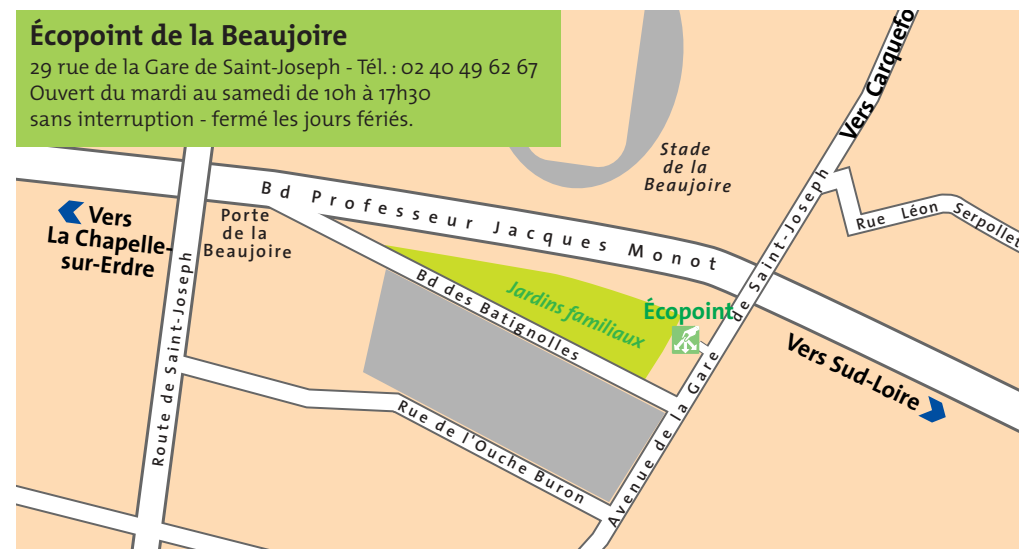 Écopoint de la Beaujoire
29 rue de la Gare de Saint-Joseph - Tél. : 02 40 49 62 67
Ouvert du mardi au samedi de 10h à 17h30
sans interruption - fermé les jours fériés.
Vers Carquefo
Stade
de la
Beaujoire
Bd Professeur Jacques Monot
Rue Léon Serpollet
Vers
La Chapelle-
sur-Erdre
Porte
de la
Beaujoire
Bd des Batignolles
Jardins familiaux
Écopoint
Vers Sud-Loire
Route de Saint-Joseph
Rue de l'Ouche Buron
Avenue de la Gare de Saint-Joseph